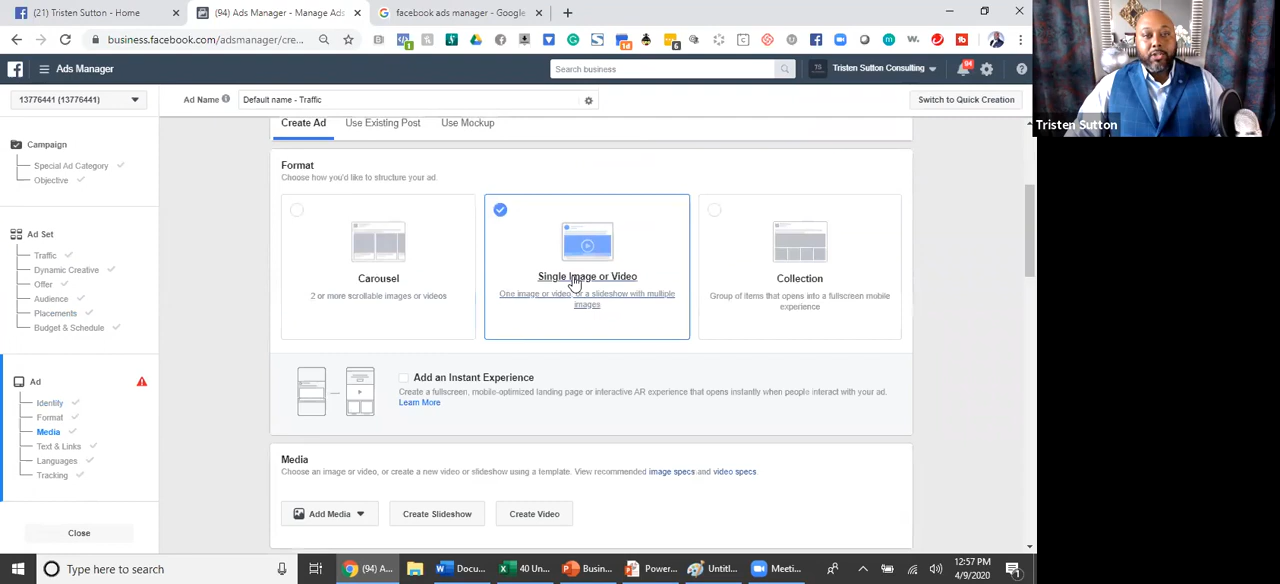 (21) Tristen Sutton
(94) Ads Manager - Manage Ads
facebook ads manager - Google
business.facebook.com/adsmanager/cre...
Ads Manager
Search business
TS
Tristen Sutton Consulting
94
13776441 (13776441)
Ad Name
Default name - Traffic
Switch to Quick Creation
Tristen Sutton
Create Ad
Use Existing Post
Use Mockup
Campaign
Special Ad Category
Objective
Ad Set
Traffic
Dynamic Creative
Offer
Audience
Placements
Budget & Schedule
Ad
Identity
Format
Media
Text & Links
Languages
Tracking
Close
Format
Choose how you'd like to structure your ad.
Carousel
2 or more scrollable images or videos
Single Image or Video
One image or video, or a slideshow with multiple
images
Collection
Group of items that opens into a fullscreen mobile
experience
Add an Instant Experience
Create a fullscreen, mobile-optimized landing page or interactive AR experience that opens instantly when people interact with your ad.
Learn More
Media
Choose an image or video, or create a new video or slideshow using a template. View recommended image specs and video specs
Add Media
Create Slideshow
Create Video
Type here to search
(94) A...
Docu...
40 Un...
Busin...
Power...
Untitl...
Meeti...
12:57 PM
4/9/2020